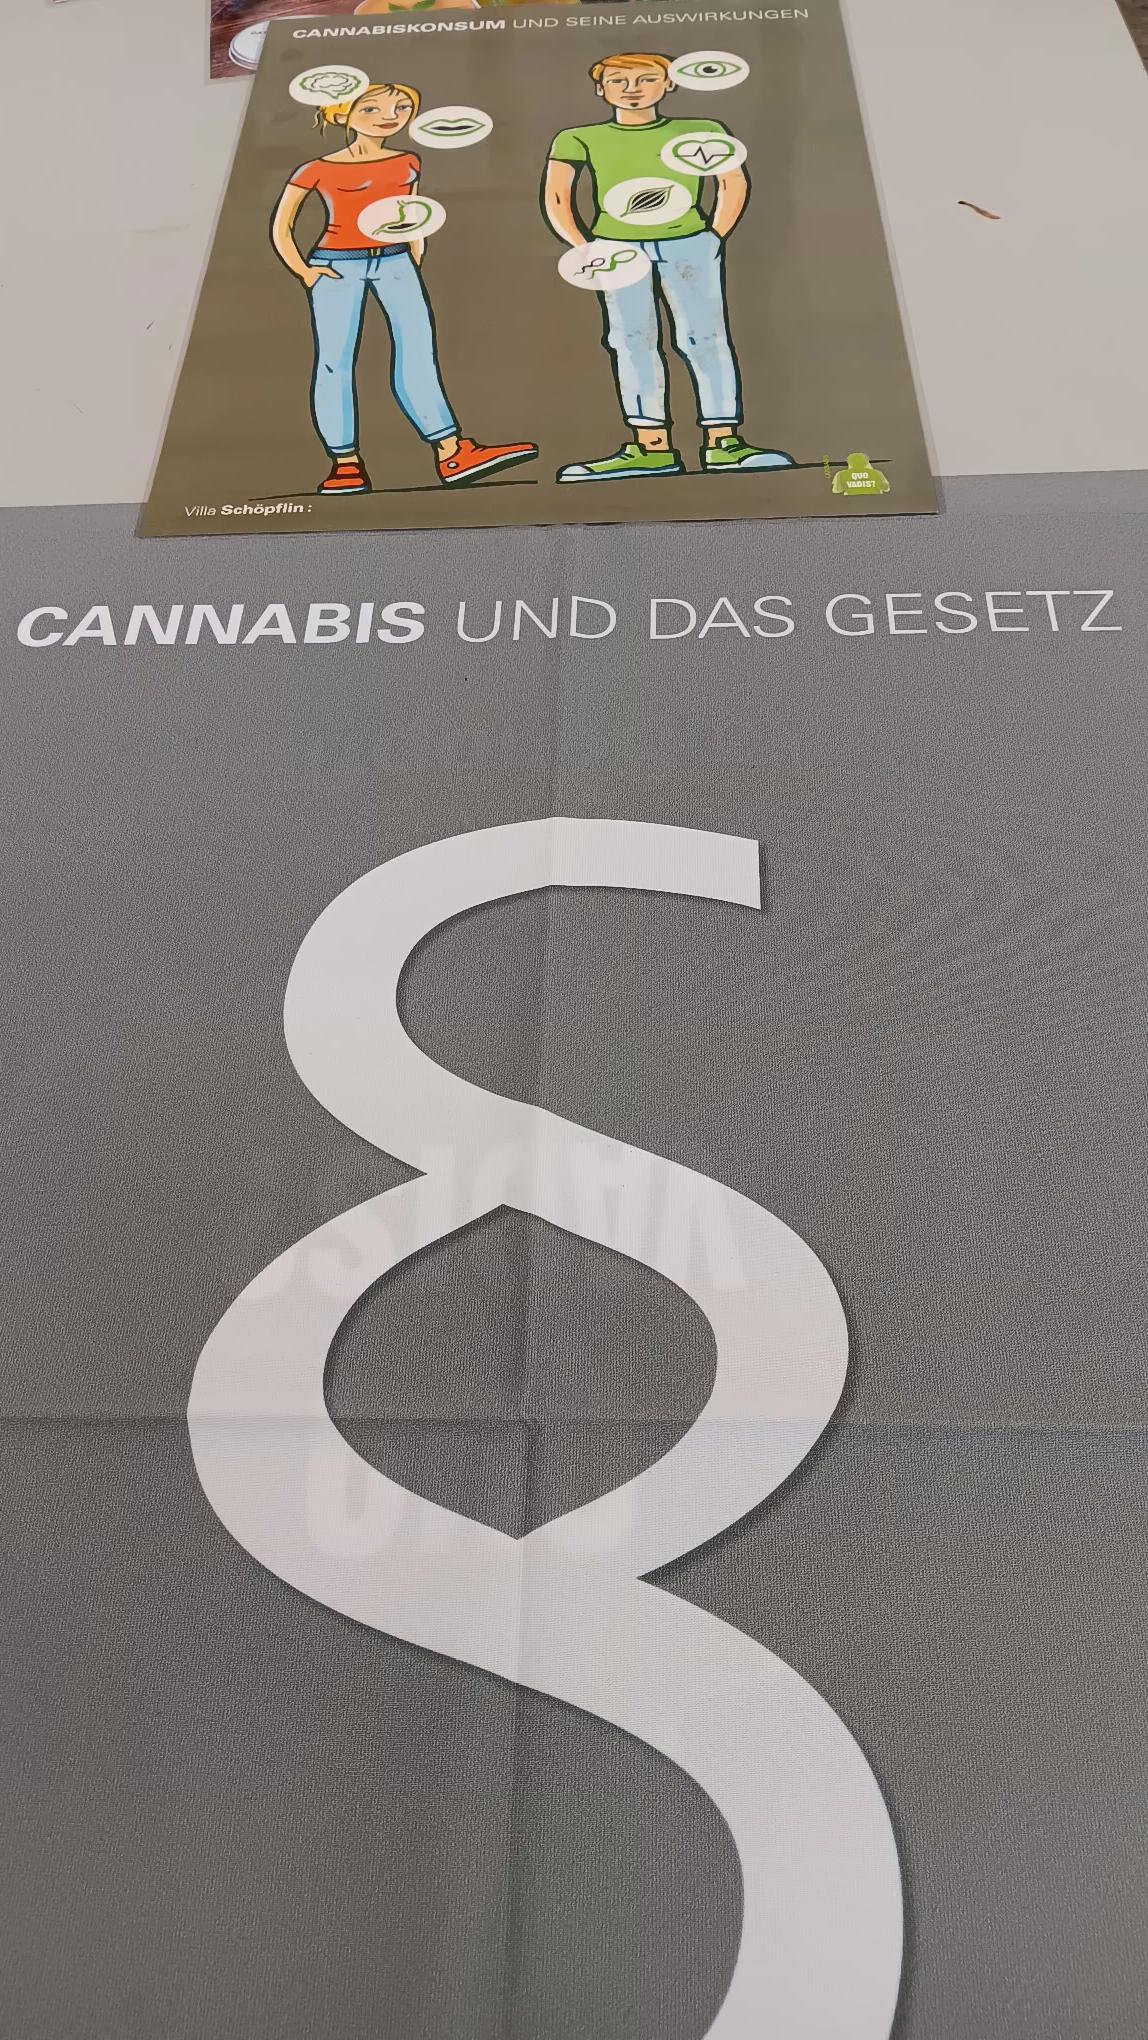 CANNABISKONSUM UND SEINE AUSWIRKUNGEN
QUO
VADIS?
Villa Schöpflin :
CANNABIS UND DAS GESETZ
§